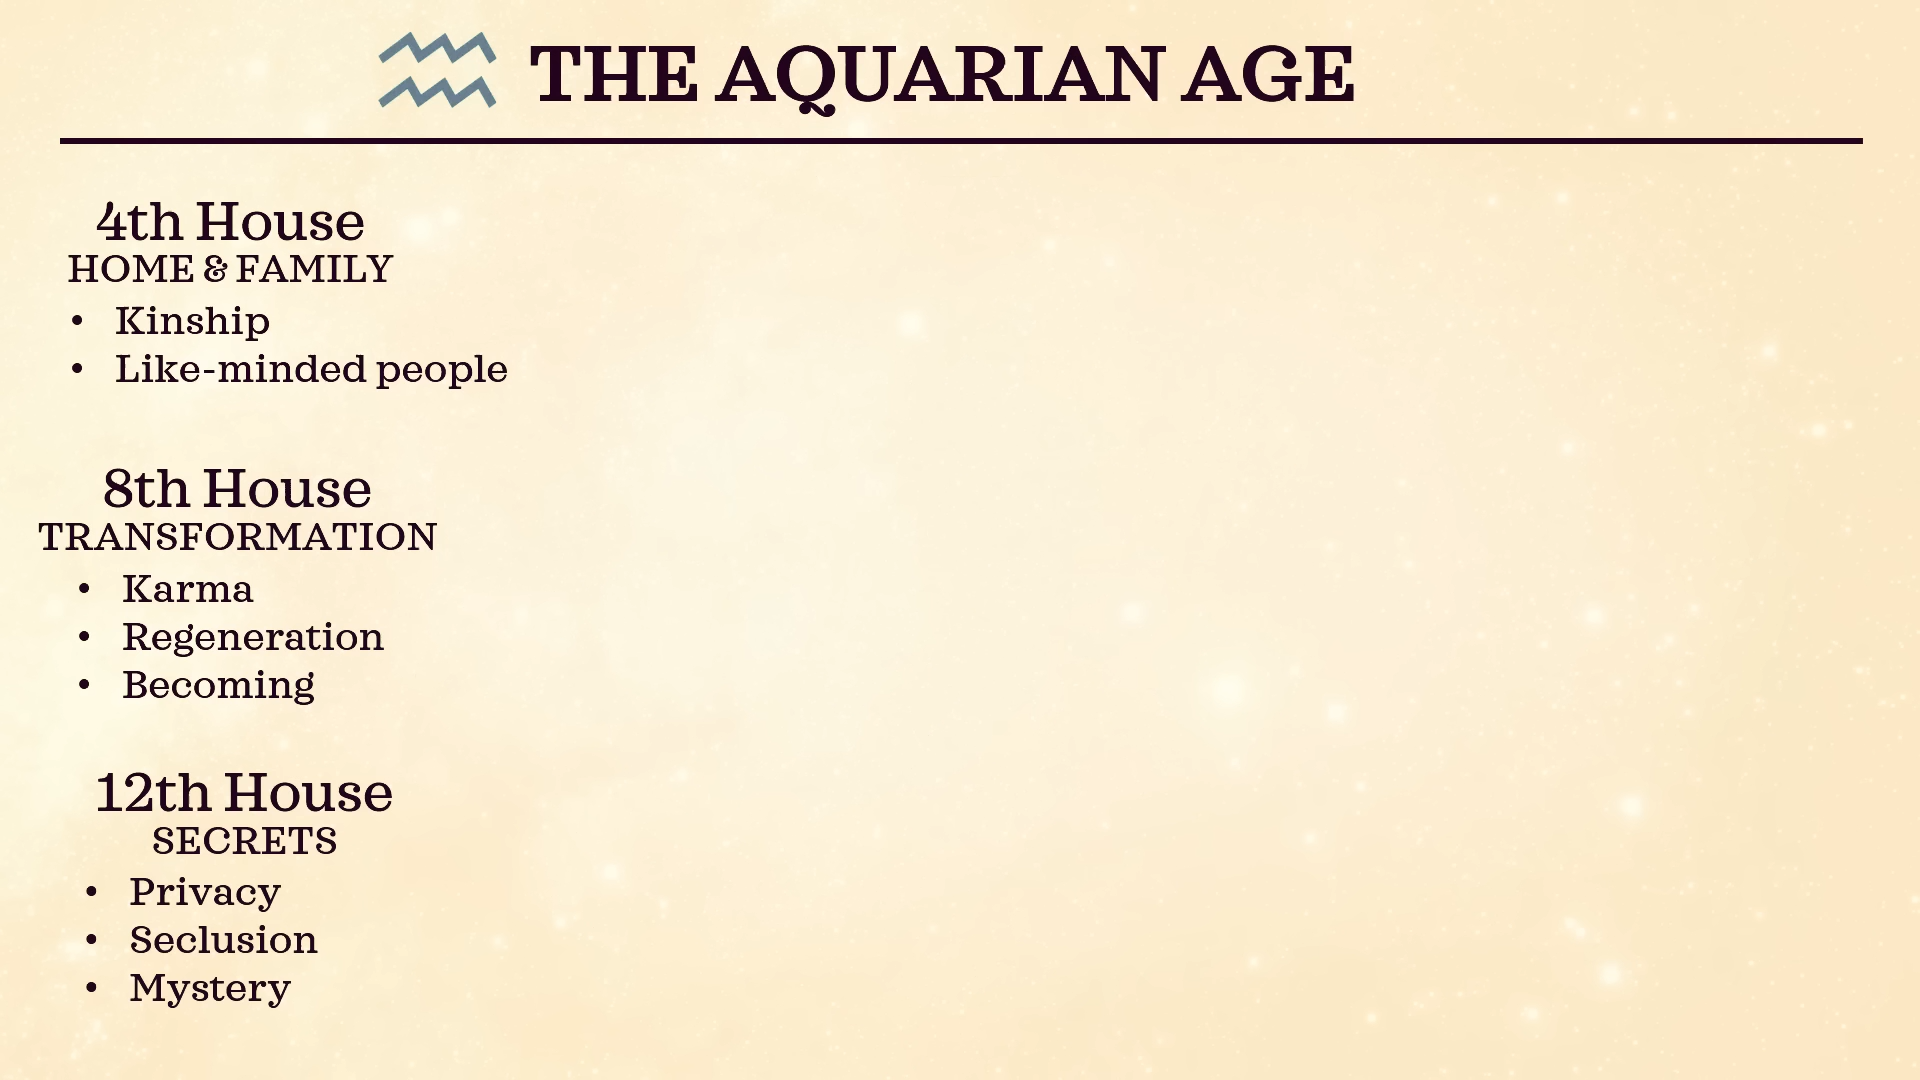 THE AQUARIAN AGE
4th House
HOME & FAMILY
• Kinship
• Like-minded people
8th House
TRANSFORMATION
• Karma
• Regeneration
• Becoming
12th House
SECRETS
• Privacy
• Seclusion
• Mystery